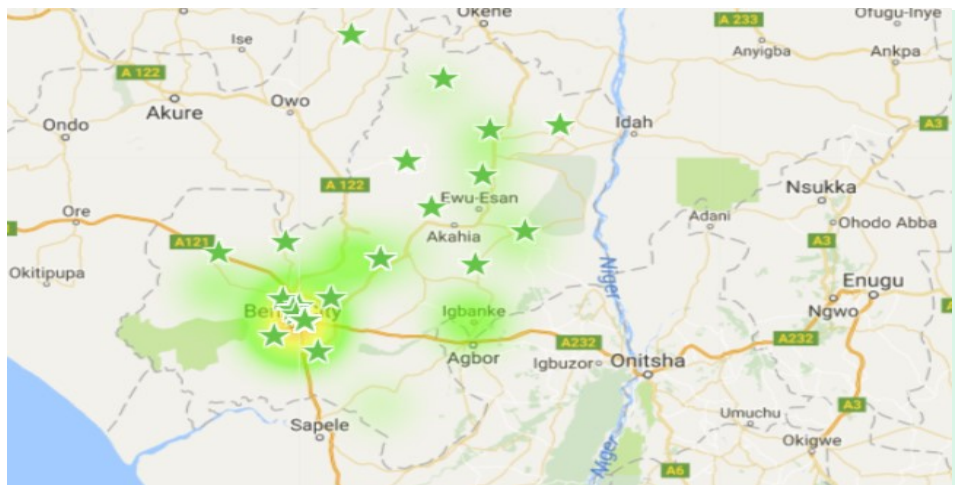 Okene
A 233
Ofugu-Inye
Ise
Anyigba
Ankpa
A 122
Akure
Owo
Ondo
Idah
A3
A 122
Nsukka
Ewu-Esan
Ore
Adani
Ohodo Abba
Akahia
A121
A3
Okitipupa
Niger
Enugu
Igbanke
Ngwo
A232
A232
Agbor
Igbuzor
Onitsha
A3
Umuchu
Sapele
Okigwe
Niger
A6